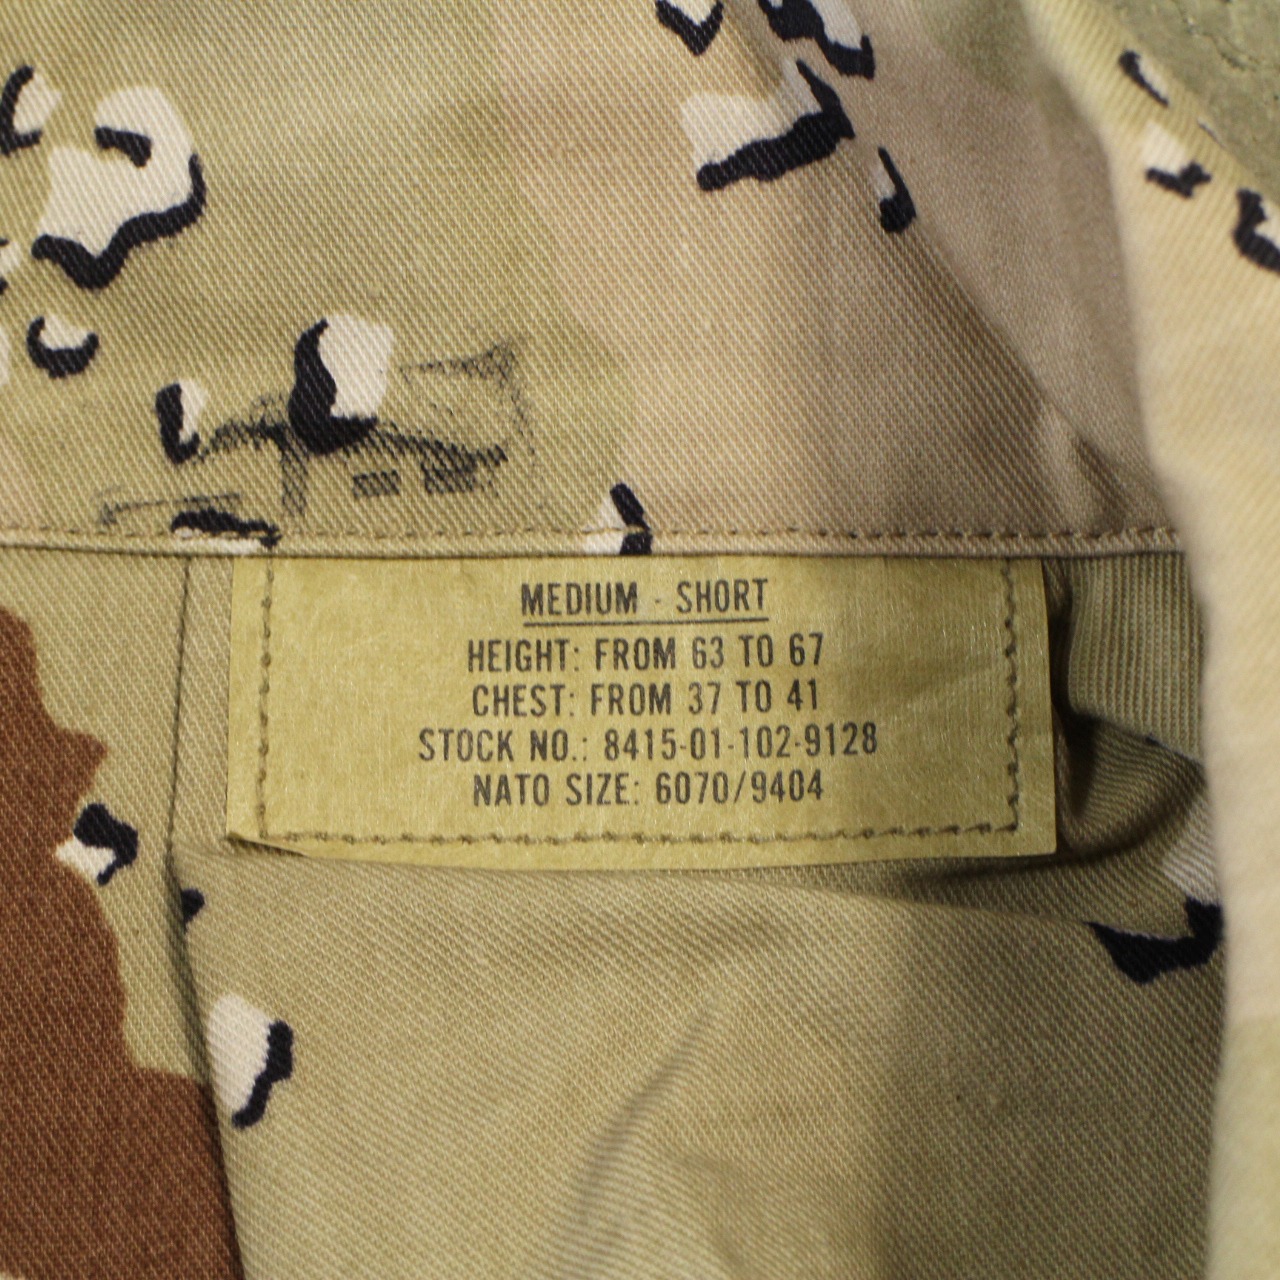 MEDIUM - SHORT
HEIGHT: FROM 63 TO 67
CHEST: FROM 37 TO 41
STOCK NO.: 8415-01-102-9128
NATO SIZE: 6070/9404